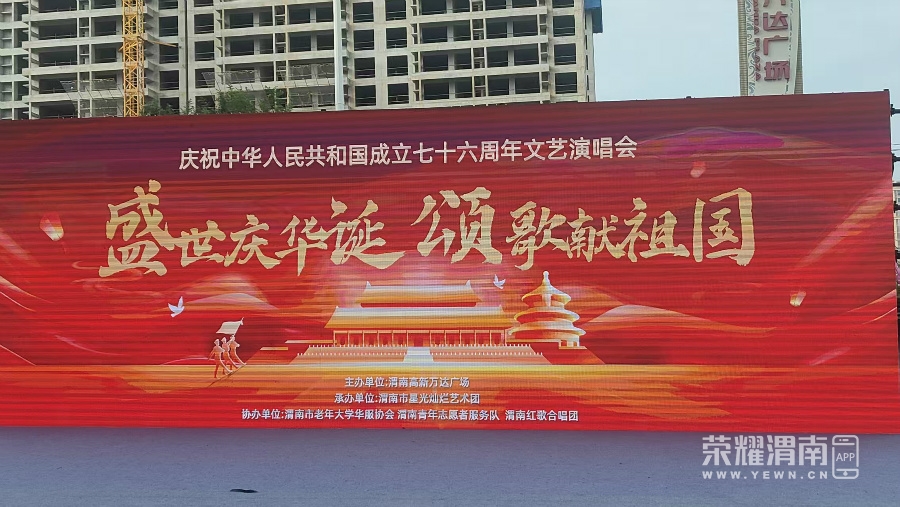 万达广场
庆祝中华人民共和国成立七十六周年文艺演唱会
盛世庆华诞 颂歌献祖国
主办单位:渭南高新万达广场
承办单位:渭南市星光灿烂艺术团
协办单位:渭南市老年大学华服协会 渭南青年志愿者服务队 渭南红歌合唱团
荣耀渭南 APP
WWW.YEWN.CN